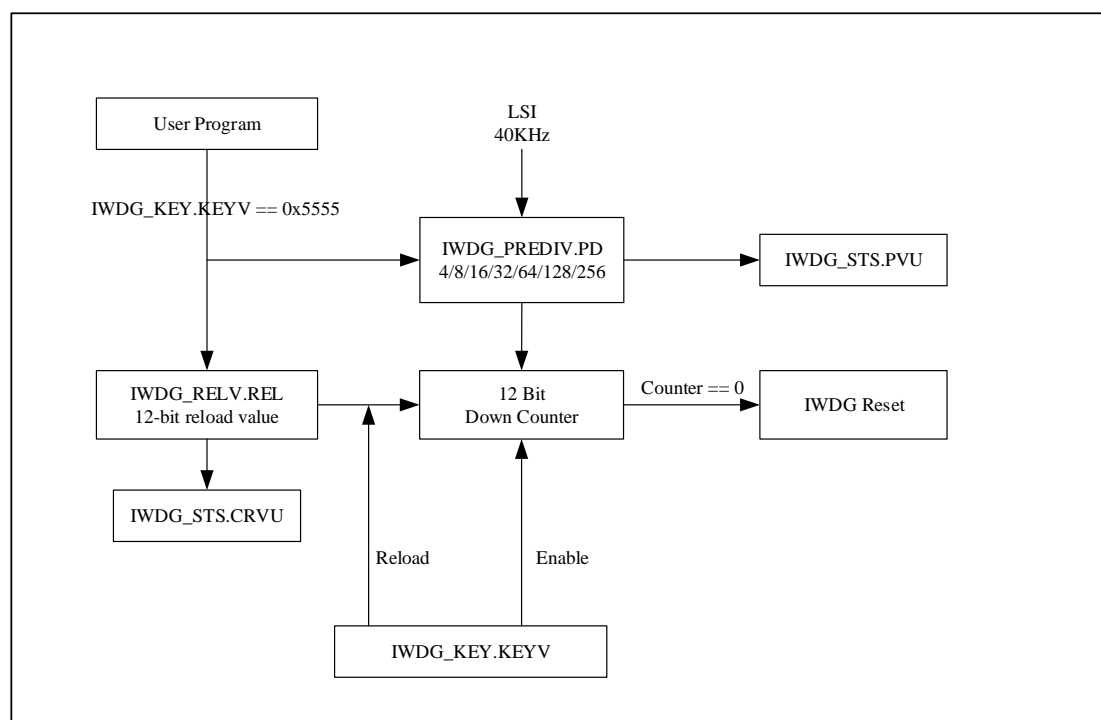 User Program
LSI
40KHz
IWDG_KEY.KEYV == 0x5555
IWDG_PREDIV.PD
4/8/16/32/64/128/256
IWDG_STS.PVU
IWDG_RELV.REL
12-bit reload value
12 Bit
Down Counter
Counter == 0
IWDG Reset
IWDG_STS.CRVU
Reload
Enable
IWDG_KEY.KEYV